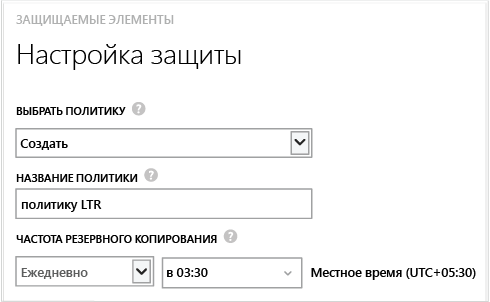 ЗАЩИЩАЕМЫЕ ЭЛЕМЕНТЫ
Настройка защиты
ВЫБРАТЬ ПОЛИТИКУ ?
Создать
НАЗВАНИЕ ПОЛИТИКИ ?
политику LTR
ЧАСТОТА РЕЗЕРВНОГО КОПИРОВАНИЯ ?
Ежедневно в 03:30 Местное время (UTC+05:30)